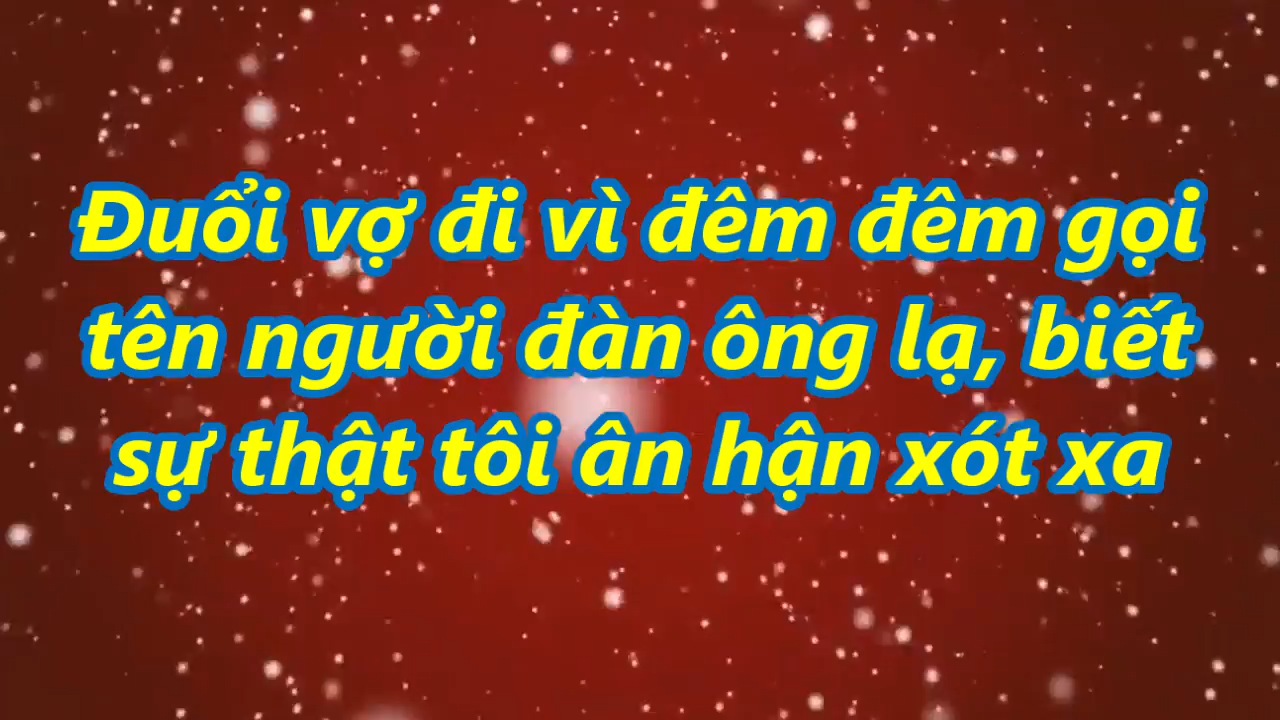 Đuổi vợ đi vì đêm đêm gọi
tên người đàn ông lạ, biết
sự thật tôi ân hận xót xa